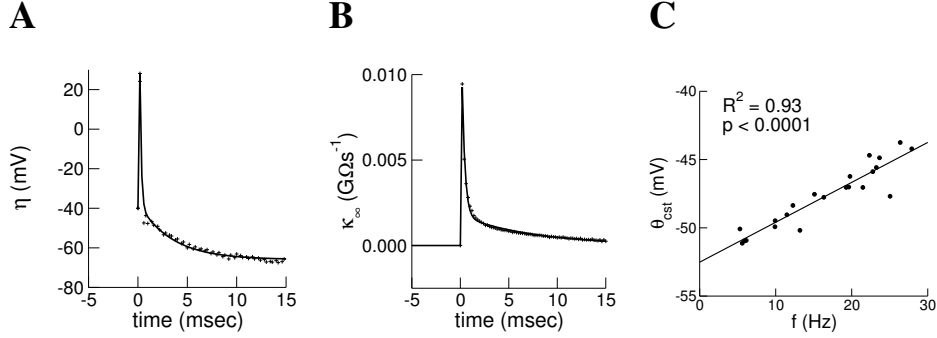 A
B
C
20
0
-20
-40
-60
-80
η (mV)
-5
0
5
10
15
time (msec)
0.010
0.005
0.000
κ∞ (GΩs⁻¹)
-5
0
5
10
15
time (msec)
R² = 0.93
p < 0.0001
-40
-45
-50
-55
θcst (mV)
0
10
20
30
f (Hz)